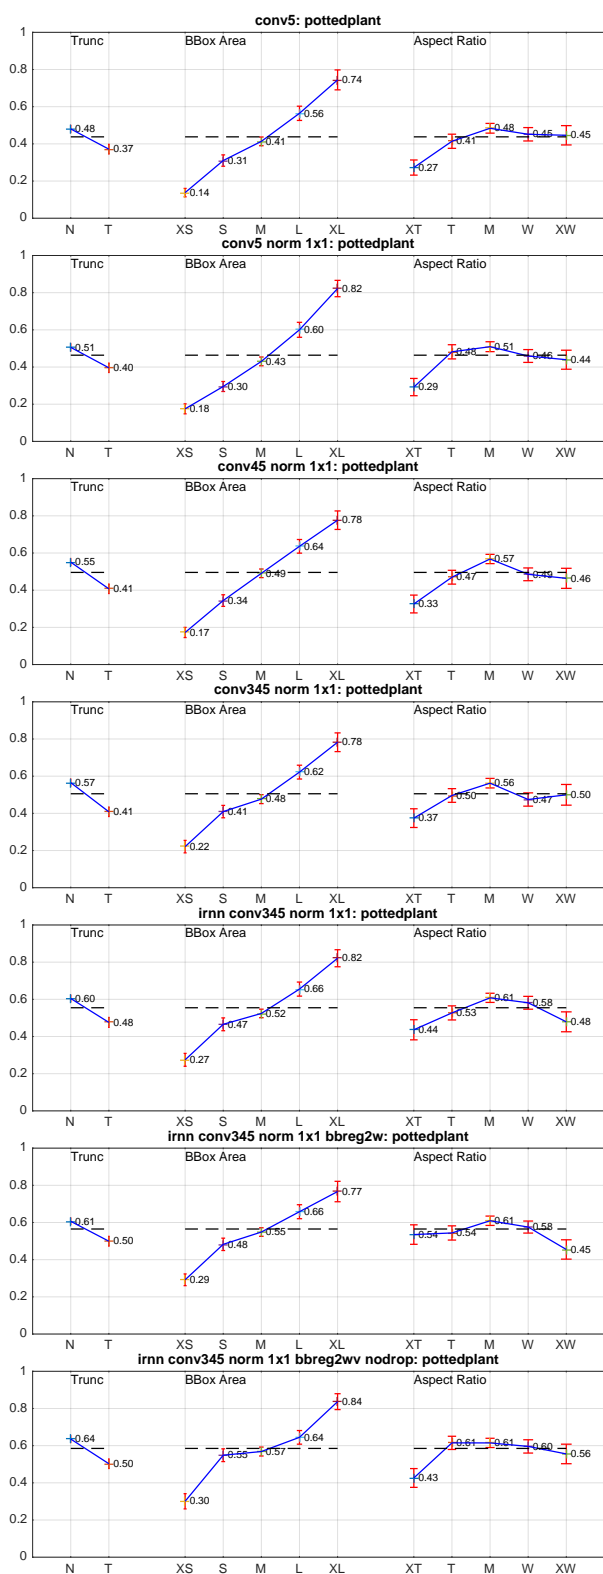 conv5: pottedplant
Trunc BBox Area Aspect Ratio
1
0.8
0.6
0.4
0.2
0
0.48 0.37 0.14 0.31 0.41 0.56 0.74 0.27 0.41 0.48 0.45 0.45
N T XS S M L XL XT T M W XW
conv5 norm 1x1: pottedplant
Trunc BBox Area Aspect Ratio
1
0.8
0.6
0.4
0.2
0
0.51 0.40 0.18 0.30 0.43 0.60 0.82 0.29 0.48 0.51 0.46 0.44
N T XS S M L XL XT T M W XW
conv45 norm 1x1: pottedplant
Trunc BBox Area Aspect Ratio
1
0.8
0.6
0.4
0.2
0
0.55 0.41 0.17 0.34 0.49 0.64 0.78 0.33 0.47 0.57 0.49 0.46
N T XS S M L XL XT T M W XW
conv345 norm 1x1: pottedplant
Trunc BBox Area Aspect Ratio
1
0.8
0.6
0.4
0.2
0
0.57 0.41 0.22 0.41 0.48 0.62 0.78 0.37 0.50 0.56 0.47 0.50
N T XS S M L XL XT T M W XW
irnn conv345 norm 1x1: pottedplant
Trunc BBox Area Aspect Ratio
1
0.8
0.6
0.4
0.2
0
0.60 0.48 0.27 0.47 0.52 0.66 0.82 0.44 0.53 0.61 0.58 0.48
N T XS S M L XL XT T M W XW
irnn conv345 norm 1x1 bbreg2w: pottedplant
Trunc BBox Area Aspect Ratio
1
0.8
0.6
0.4
0.2
0
0.61 0.50 0.29 0.48 0.55 0.66 0.77 0.54 0.54 0.61 0.58 0.45
N T XS S M L XL XT T M W XW
irnn conv345 norm 1x1 bbreg2wv nodrop: pottedplant
Trunc BBox Area Aspect Ratio
1
0.8
0.6
0.4
0.2
0
0.64 0.50 0.30 0.55 0.57 0.64 0.84 0.43 0.61 0.61 0.60 0.56
N T XS S M L XL XT T M W XW